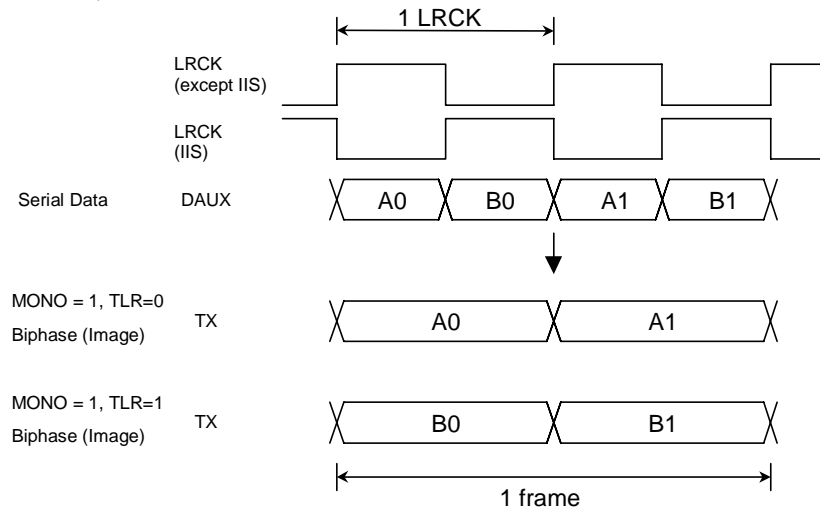 1 LRCK
LRCK
(except IIS)
LRCK
(IIS)
Serial Data DAUX A0 B0 A1 B1
MONO = 1, TLR=0
Biphase (Image) TX A0 A1
MONO = 1, TLR=1
Biphase (Image) TX B0 B1
1 frame